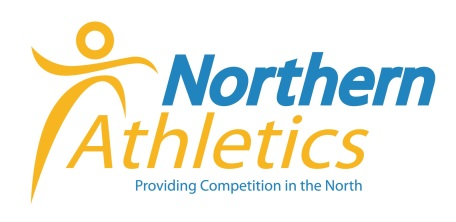 Northern
Athletics
Providing Competition in the North